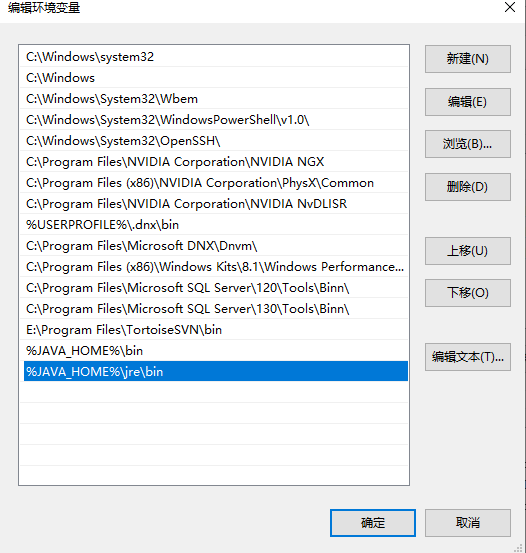 编辑环境变量
C:\Windows\system32
C:\Windows
C:\Windows\System32\Wbem
C:\Windows\System32\WindowsPowerShell\v1.0\
C:\Windows\System32\OpenSSH\
C:\Program Files\NVIDIA Corporation\NVIDIA NGX
C:\Program Files (x86)\NVIDIA Corporation\PhysX\Common
C:\Program Files\NVIDIA Corporation\NVIDIA NvDLISR
%USERPROFILE%\.dnx\bin
C:\Program Files\Microsoft DNX\Dnvm\
C:\Program Files (x86)\Windows Kits\8.1\Windows Performance...
C:\Program Files\Microsoft SQL Server\120\Tools\Binn\
C:\Program Files\Microsoft SQL Server\130\Tools\Binn\
E:\Program Files\TortoiseSVN\bin
%JAVA_HOME%\bin
%JAVA_HOME%\jre\bin
新建(N)
编辑(E)
浏览(B)...
删除(D)
上移(U)
下移(O)
编辑文本(T)...
确定
取消